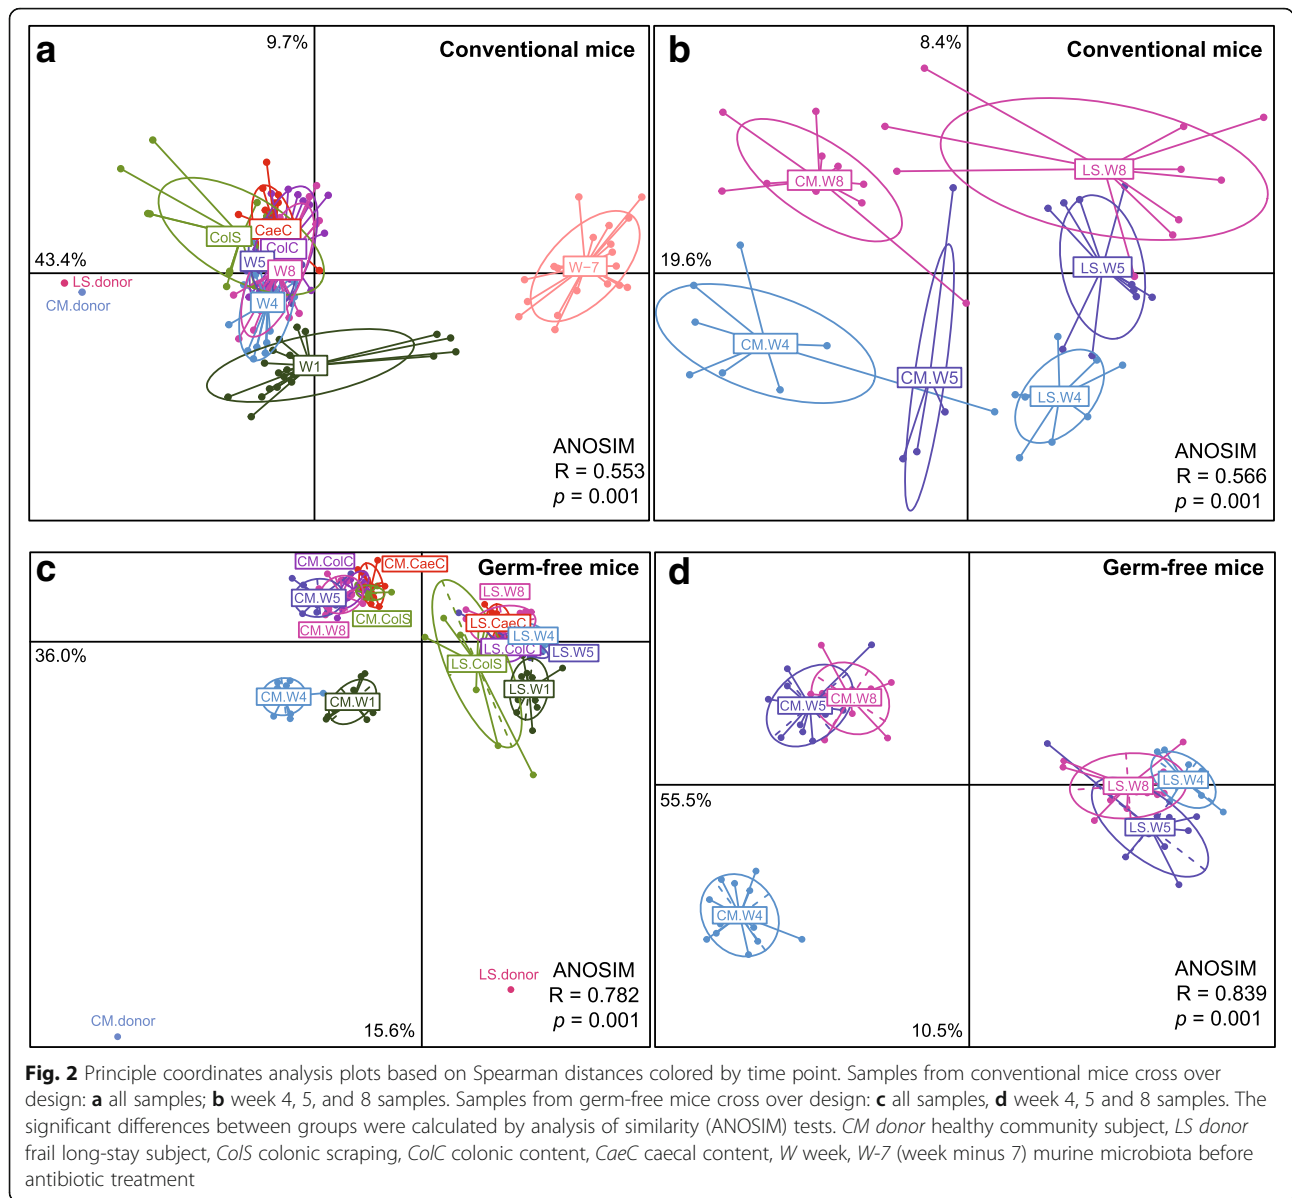 a
9.7%
Conventional mice
ColS
CaeC
ColC
W5
W8
W-7
43.4%
LS.donor
CM.donor
W4
W1
ANOSIM
R = 0.553
p = 0.001
b
8.4%
Conventional mice
CM.W8
LS.W8
19.6%
LS.W5
CM.W4
CM.W5
LS.W4
ANOSIM
R = 0.566
p = 0.001
c
Germ-free mice
CM.ColC
CM.CaeC
CM.W5
CM.ColS
CM.W8
LS.W8
LS.CaeC
LS.W4
LS.ColC
LS.W5
36.0%
LS.ColS
LS.W1
CM.W4
CM.W1
LS.donor
CM.donor
15.6%
ANOSIM
R = 0.782
p = 0.001
d
Germ-free mice
CM.W5
CM.W8
55.5%
LS.W8
LS.W4
LS.W5
CM.W4
10.5%
ANOSIM
R = 0.839
p = 0.001
Fig. 2 Principle coordinates analysis plots based on Spearman distances colored by time point. Samples from conventional mice cross over
design: a all samples; b week 4, 5, and 8 samples. Samples from germ-free mice cross over design: c all samples, d week 4, 5 and 8 samples. The
significant differences between groups were calculated by analysis of similarity (ANOSIM) tests. CM donor healthy community subject, LS donor
frail long-stay subject, ColS colonic scraping, ColC colonic content, CaeC caecal content, W week, W-7 (week minus 7) murine microbiota before
antibiotic treatment